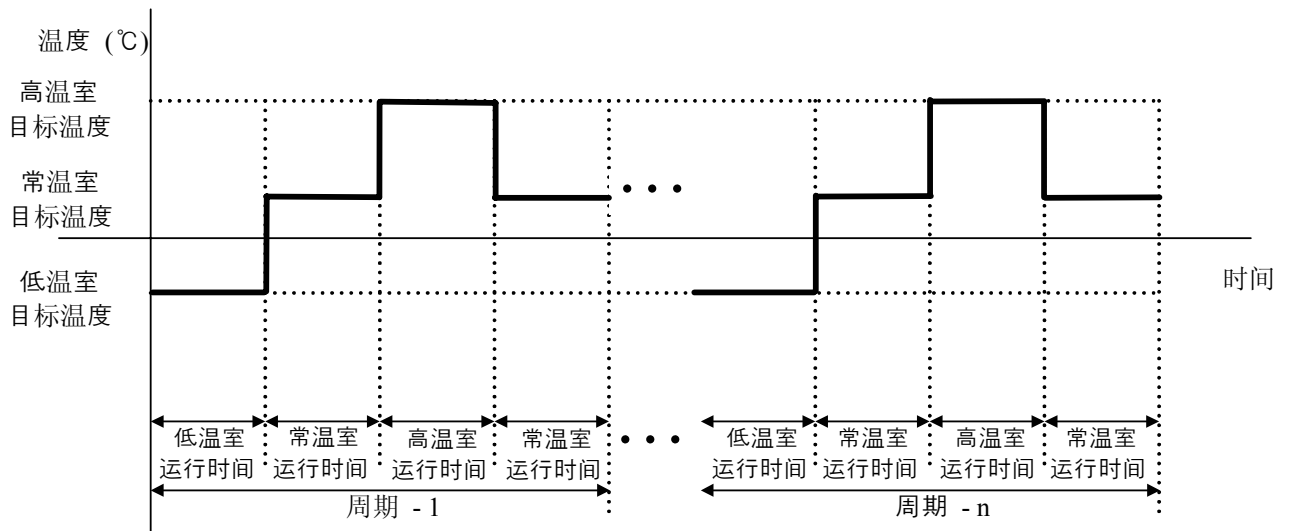 温度 (℃)
高温室
目标温度
常温室
目标温度
低温室
目标温度
时间
低温室
运行时间
常温室
运行时间
高温室
运行时间
常温室
运行时间
低温室
运行时间
常温室
运行时间
高温室
运行时间
常温室
运行时间
周期 - 1
周期 - n